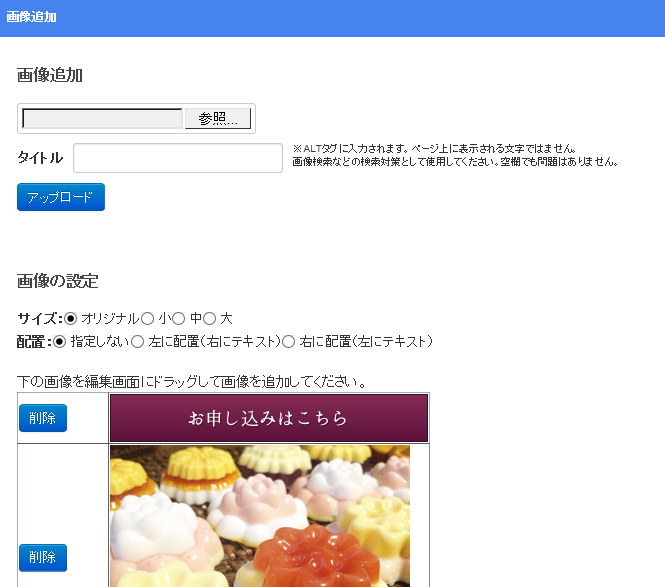 画像追加
画像追加
参照...
タイトル
※ALTタグに入力されます。ページ上に表示される文字ではません。
画像検索などの検索対策として使用してください。空欄でも問題はありません。
アップロード
画像の設定
サイズ: オリジナル 小 中 大
配置: 指定しない 左に配置(右にテキスト) 右に配置(左にテキスト)
下の画像を編集画面にドラッグして画像を追加してください。
削除 お申し込みはこちら
削除